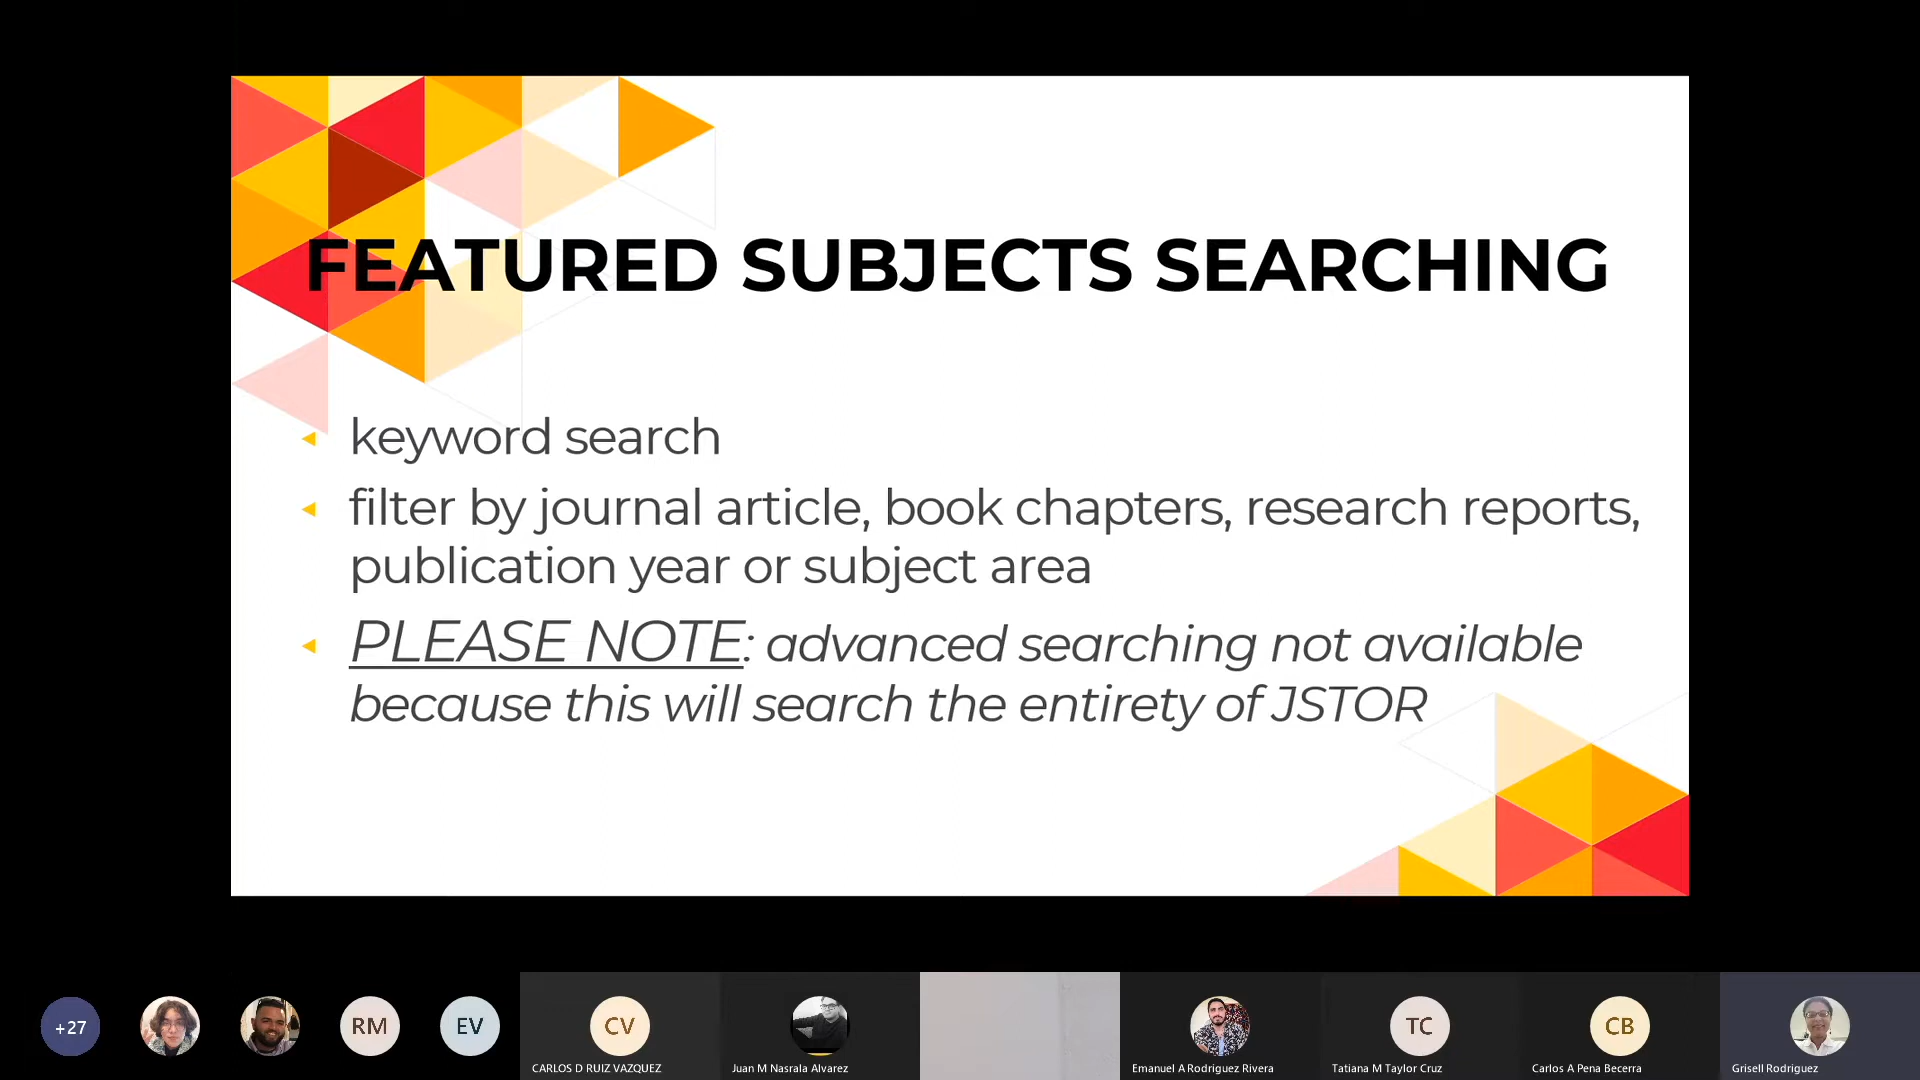 FEATURED SUBJECTS SEARCHING
keyword search
filter by journal article, book chapters, research reports,
publication year or subject area
PLEASE NOTE: advanced searching not available
because this will search the entirety of JSTOR
+27
RM
EV
CV
TC
CB
CARLOS D RUIZ VAZQUEZ
Juan M Nasrala Alvarez
Emanuel A Rodriguez Rivera
Tatiana M Taylor Cruz
Carlos A Pena Becerra
Grisell Rodriguez